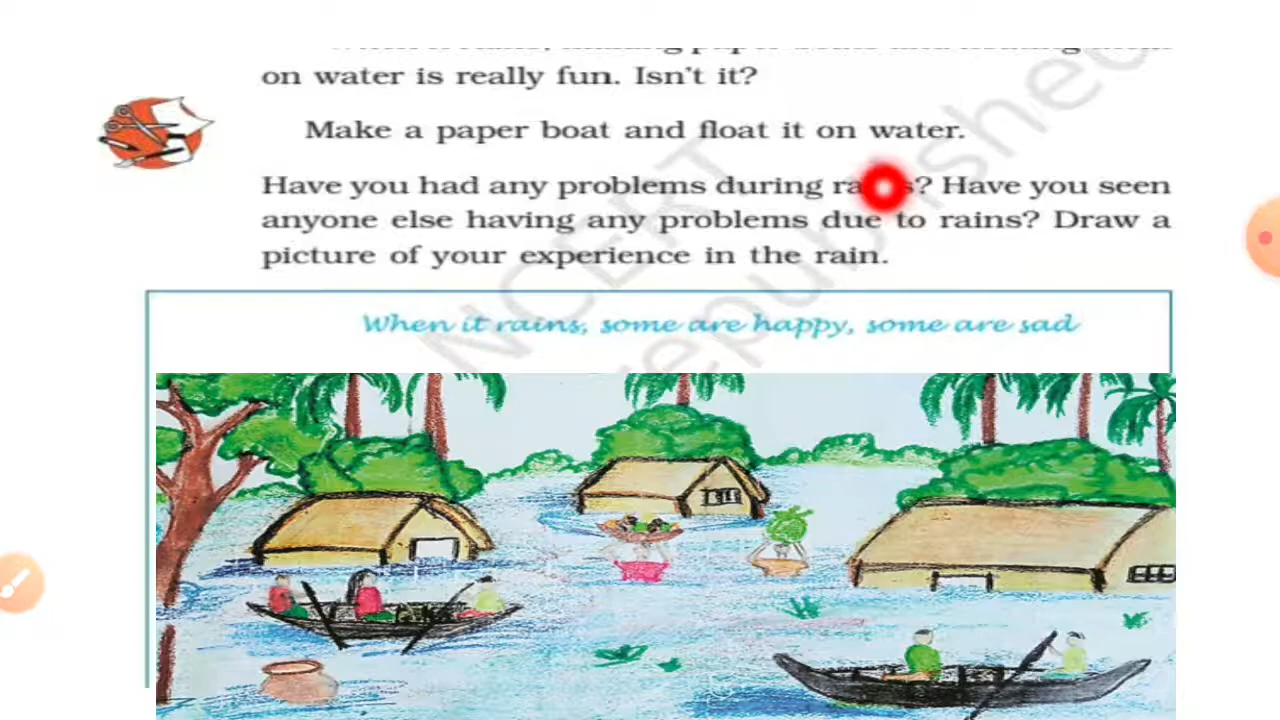 on water is really fun. Isn't it?
Make a paper boat and float it on water.
Have you had any problems during rains? Have you seen
anyone else having any problems due to rains? Draw a
picture of your experience in the rain.
When it rains, some are happy, some are sad
NCERT
republished